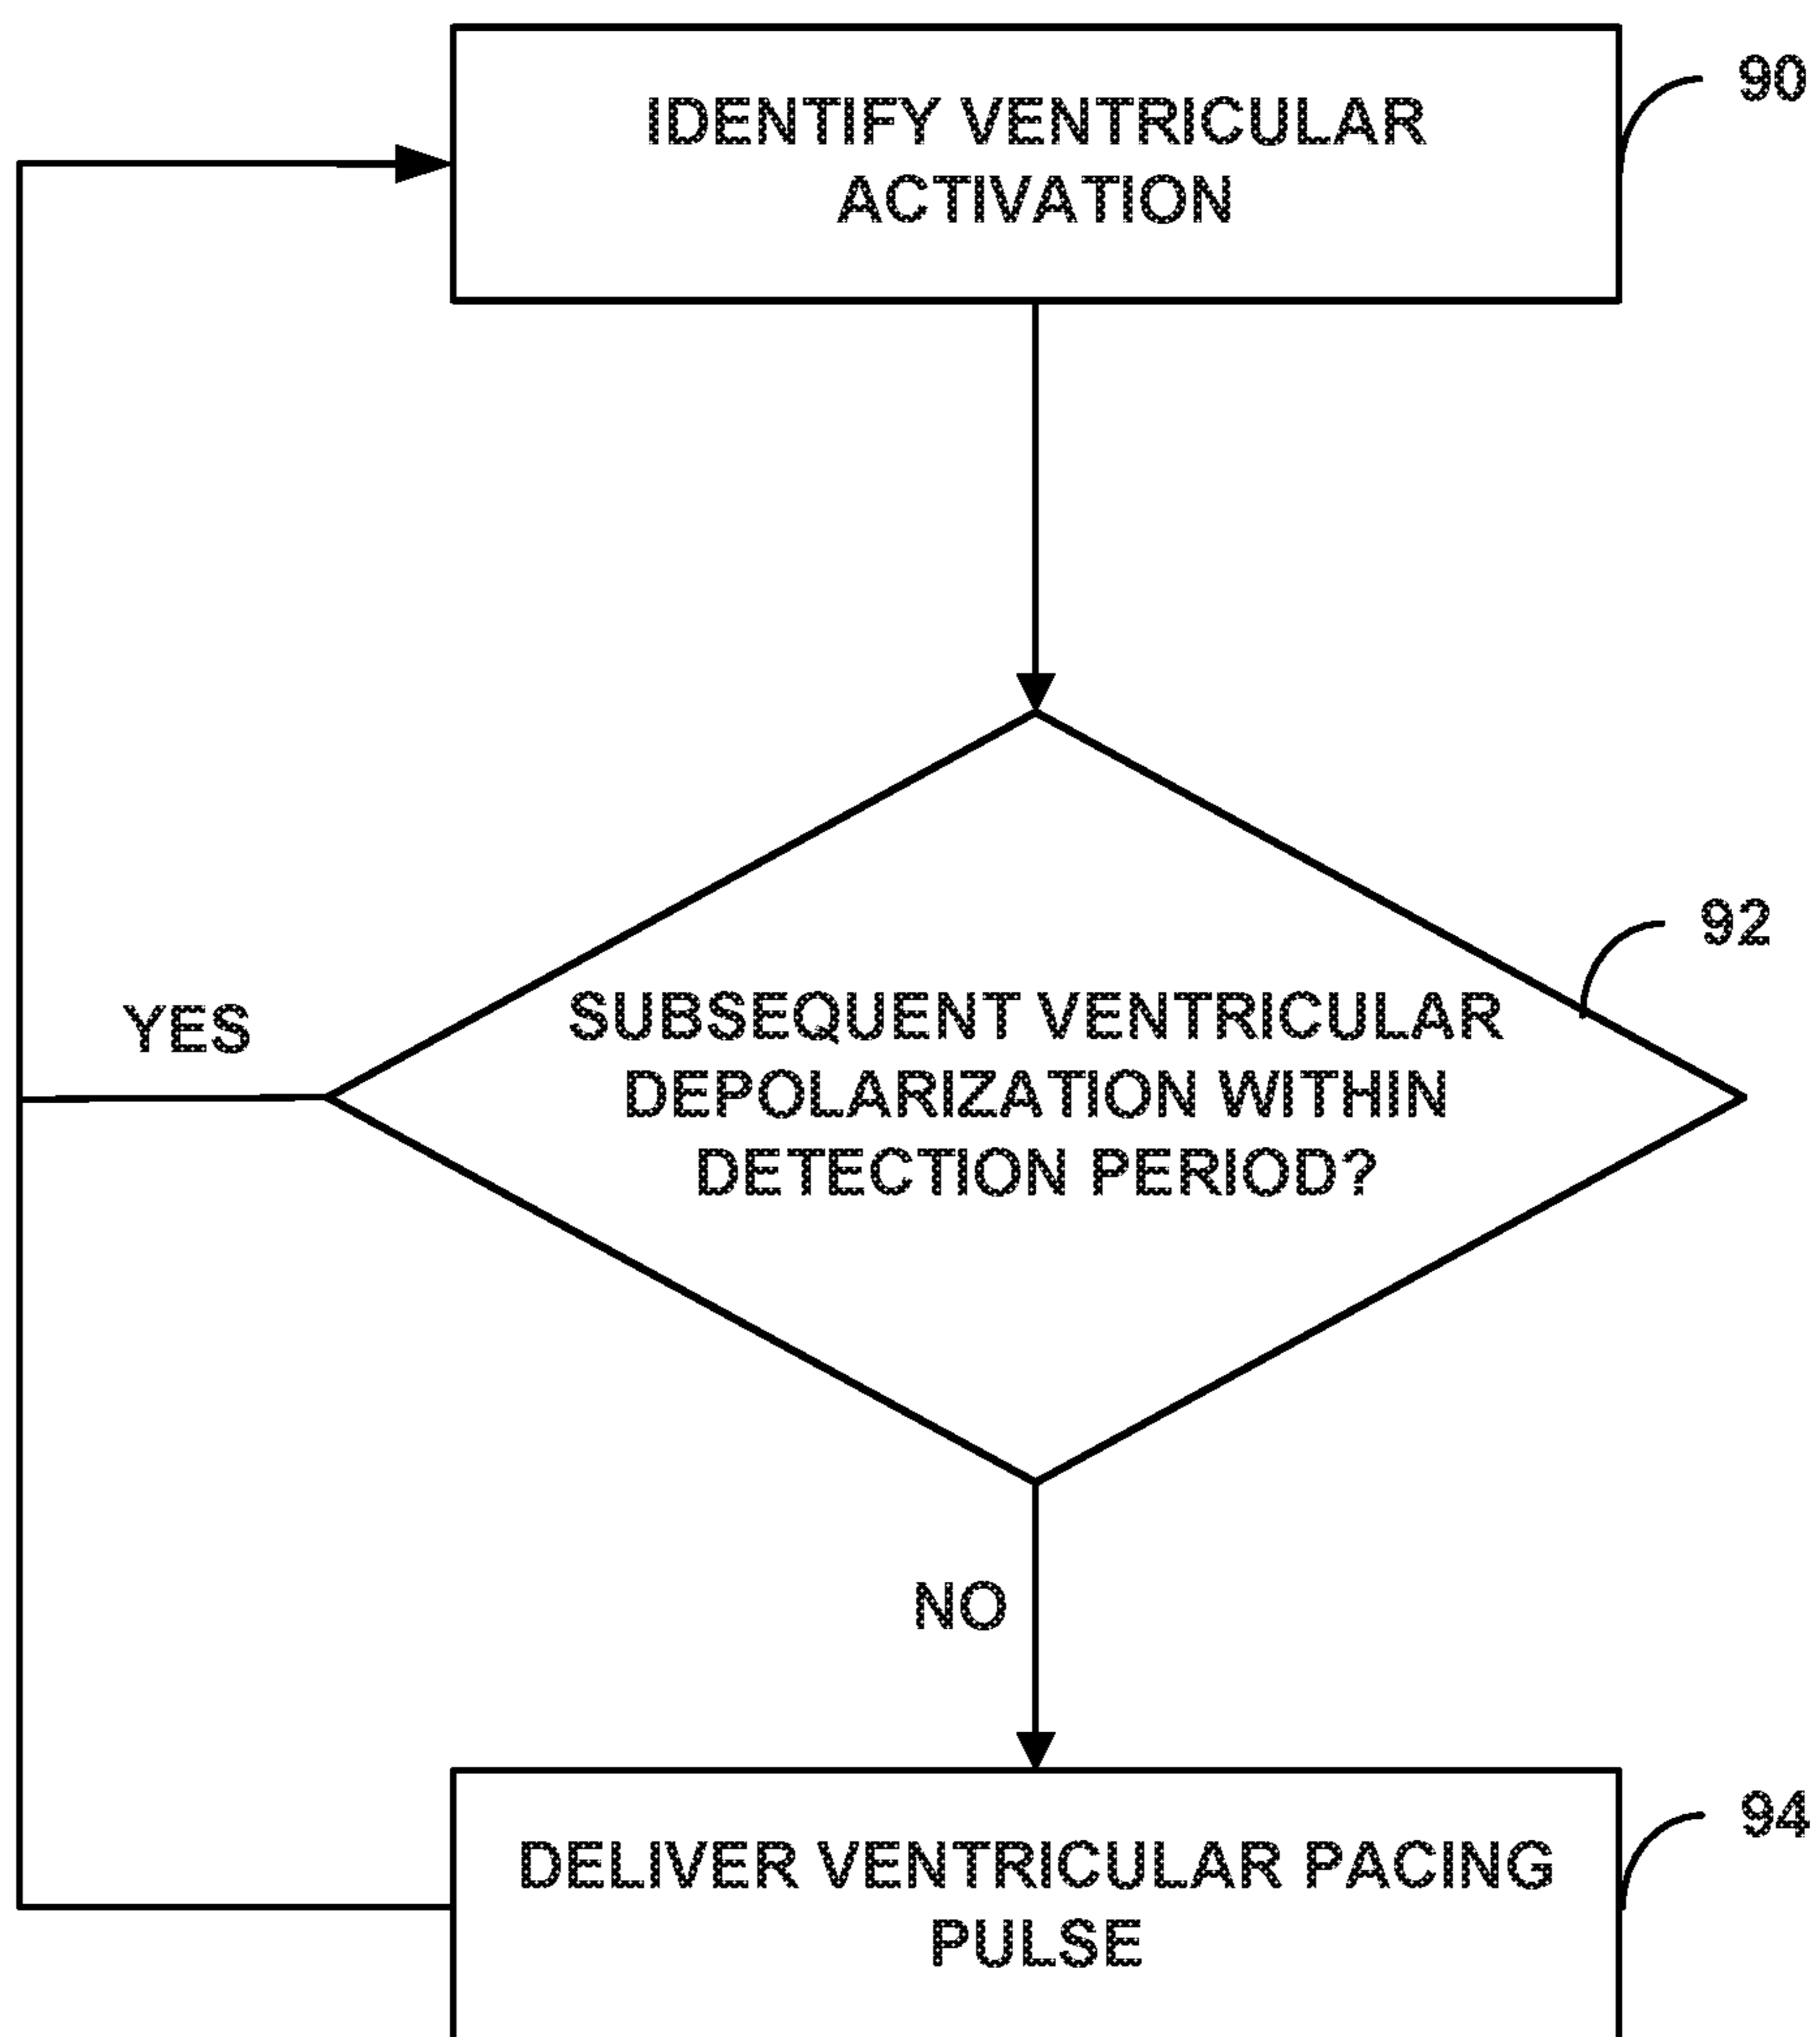 IDENTIFY VENTRICULAR
ACTIVATION
90
SUBSEQUENT VENTRICULAR
DEPOLARIZATION WITHIN
DETECTION PERIOD?
92
YES
NO
DELIVER VENTRICULAR PACING
PULSE
94